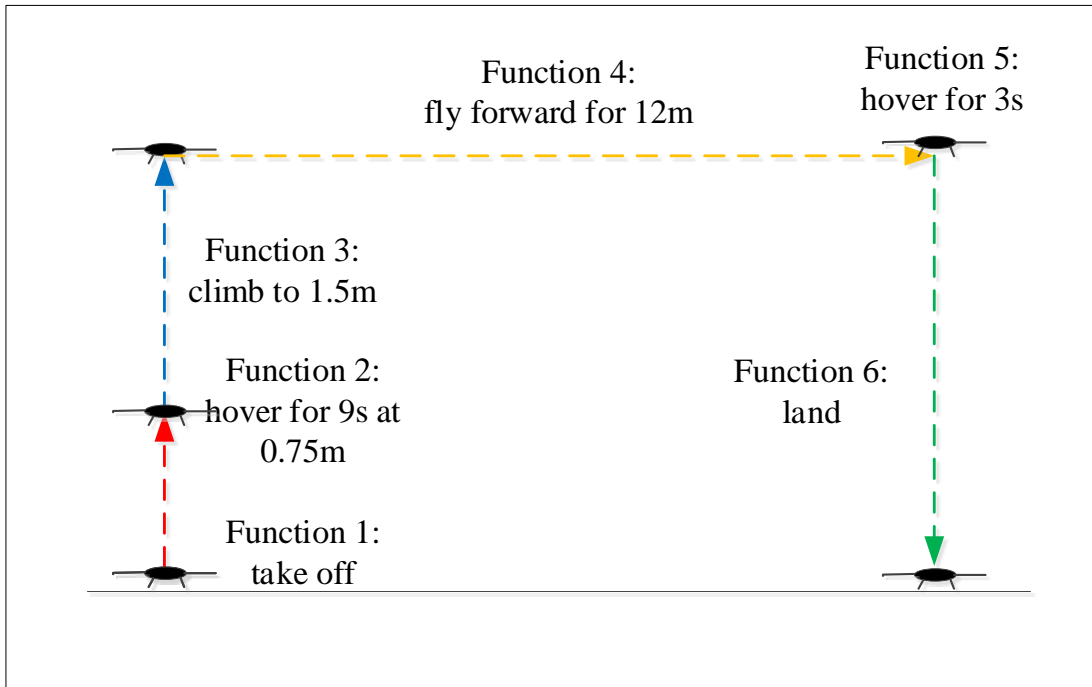 Function 4:
fly forward for 12m
Function 5:
hover for 3s
Function 3:
climb to 1.5m
Function 2:
hover for 9s at
0.75m
Function 6:
land
Function 1:
take off